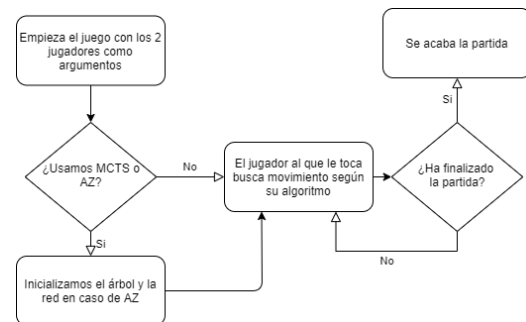 Empieza el juego con los 2
jugadores como
argumentos
¿Usamos MCTS o
AZ?
No
Si
Inicializamos el árbol y la
red en caso de AZ
El jugador al que le toca
busca movimiento según
su algoritmo
¿Ha finalizado
la partida?
No
Si
Se acaba la partida